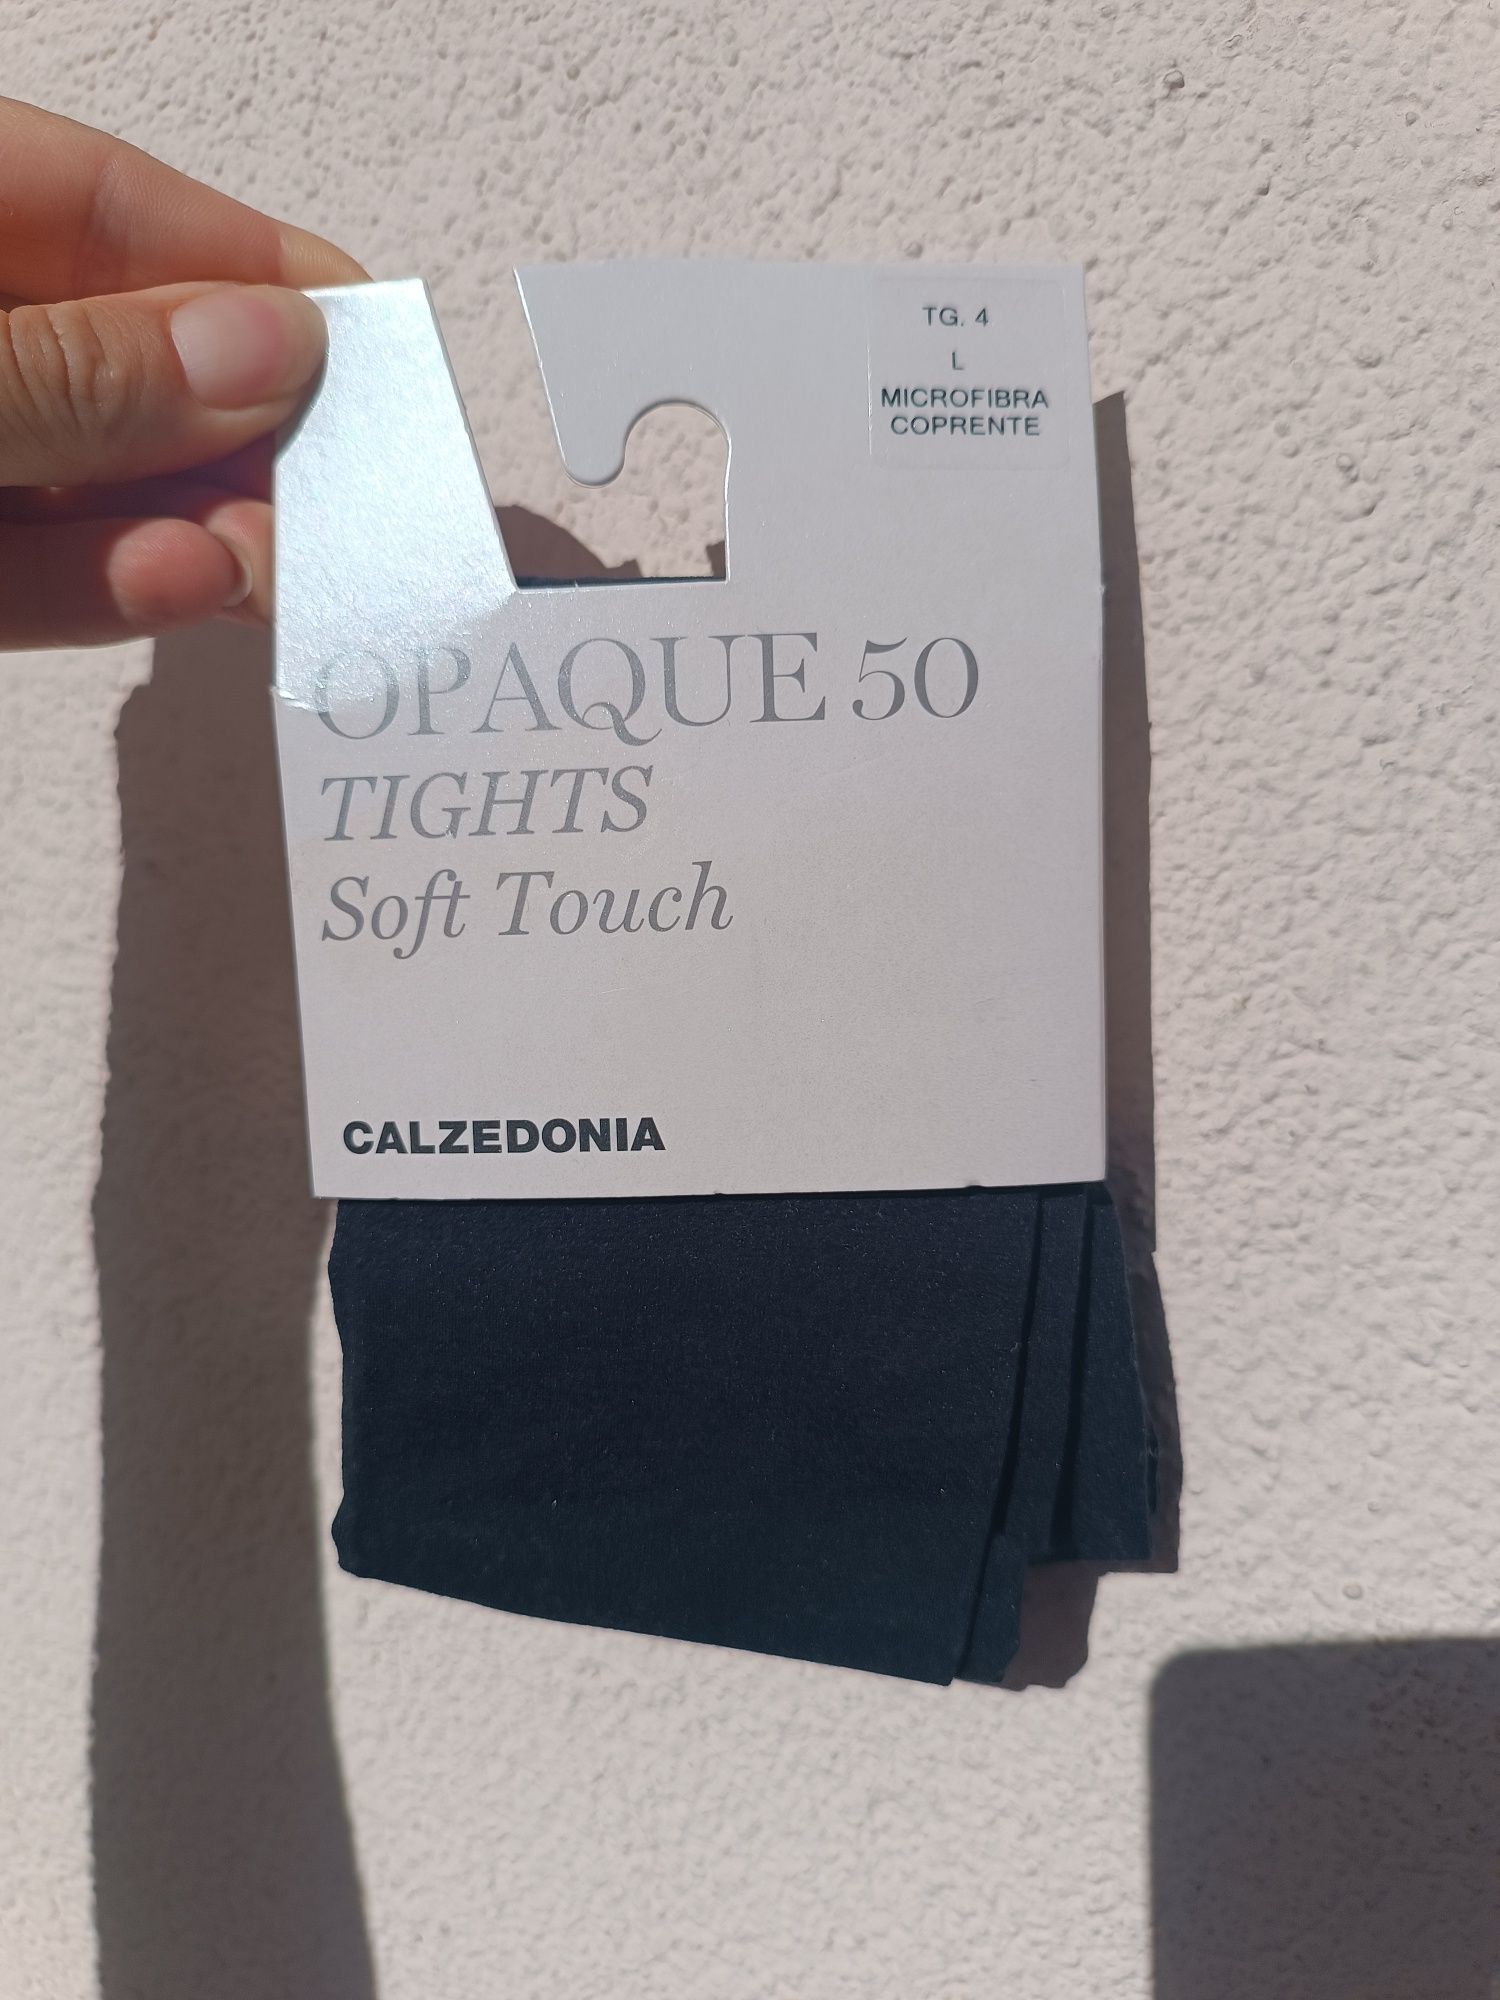 TG. 4
L
MICROFIBRA
COPRENTE
OPAQUE 50
TIGHTS
Soft Touch
CALZEDONIA